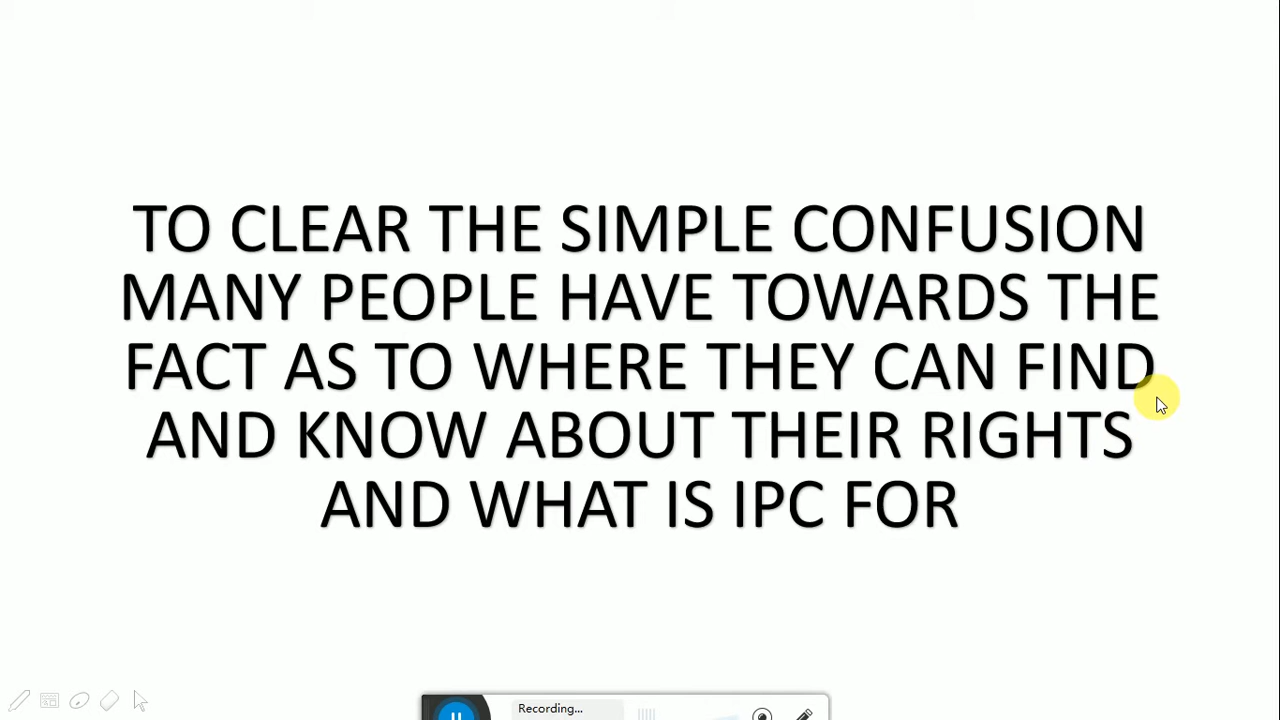 TO CLEAR THE SIMPLE CONFUSION
MANY PEOPLE HAVE TOWARDS THE
FACT AS TO WHERE THEY CAN FIND
AND KNOW ABOUT THEIR RIGHTS
AND WHAT IS IPC FOR
Recording...